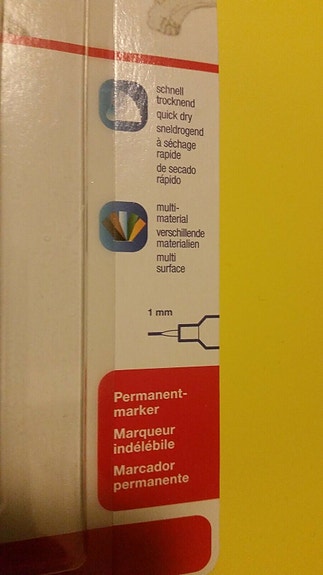 schnell
trocknend
quick dry
sneldrogend
à séchage
rapide
de secado
rápido
multi-
material
verschillende
materialien
multi
surface
1 mm
Permanent-
marker
Marqueur
indélébile
Marcador
permanente